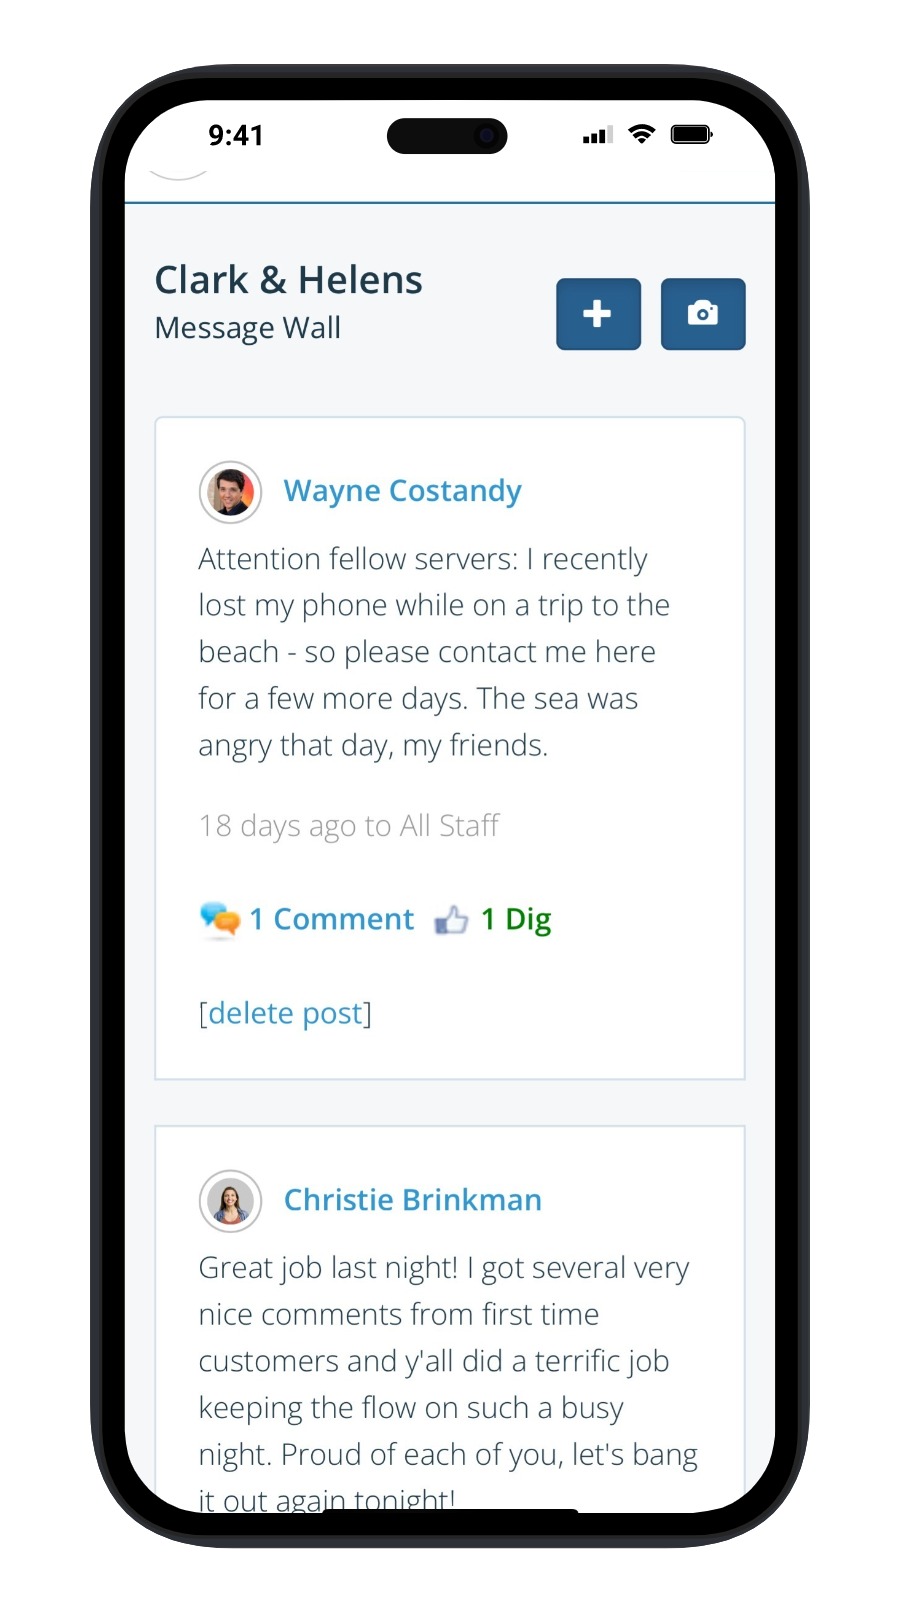 9:41
Clark & Helens
Message Wall
Wayne Costandy
Attention fellow servers: I recently
lost my phone while on a trip to the
beach - so please contact me here
for a few more days. The sea was
angry that day, my friends.
18 days ago to All Staff
1 Comment 1 Dig
[delete post]
Christie Brinkman
Great job last night! I got several very
nice comments from first time
customers and y'all did a terrific job
keeping the flow on such a busy
night. Proud of each of you, let's bang
it out again tonight!